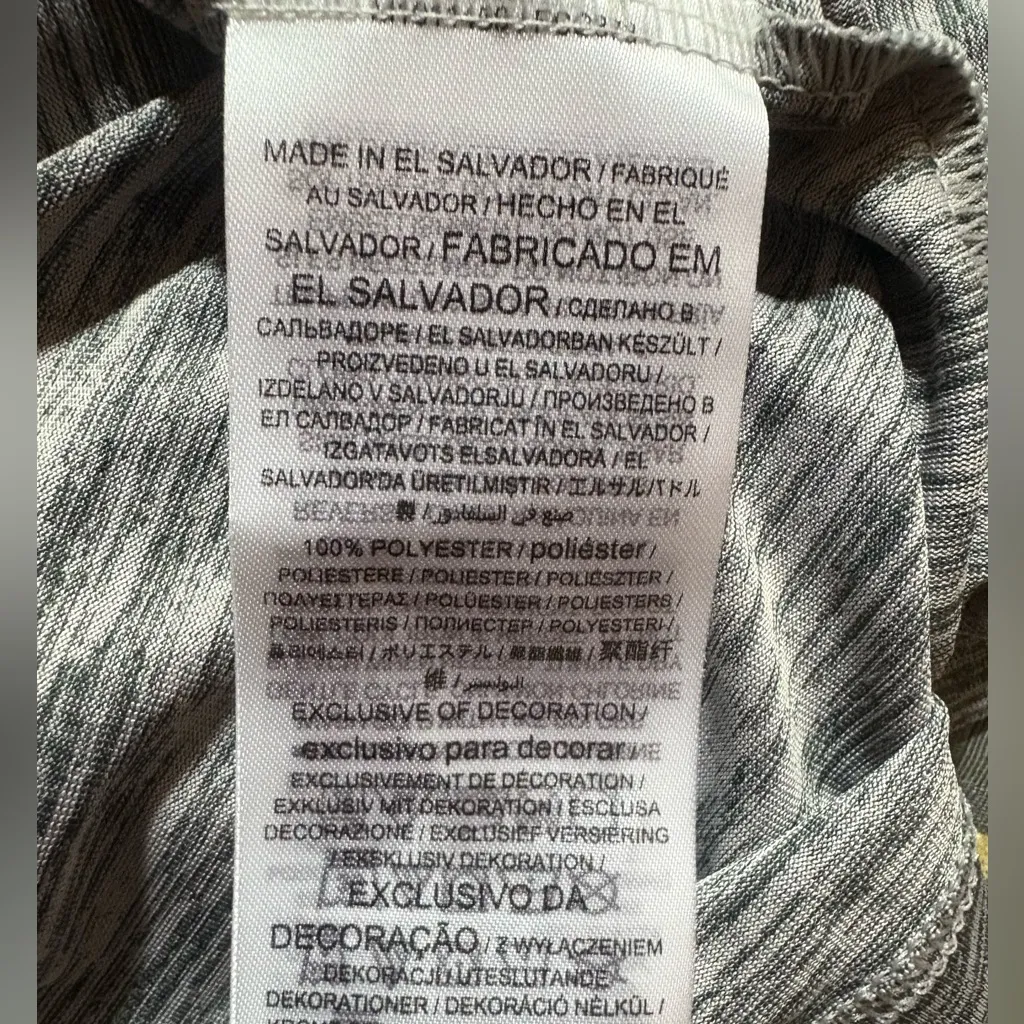 MADE IN EL SALVADOR / FABRIQUÉ
AU SALVADOR / HECHO EN EL
SALVADOR / FABRICADO EM
EL SALVADOR / СДЕЛАНО В
САЛЬВАДОРЕ / EL SALVADORBAN KÉSZÜLT /
PROIZVEDENO U EL SALVADORU /
IZDELANO V SALVADORJU / ПРОИЗВЕДЕНО В
ЕЛ САЛВАДОР / FABRICAT ÎN EL SALVADOR /
IZGATAVOTS ELSALVADORĀ / EL
SALVADOR'DA ÜRETILMISTIR / エルサルバドル
製 / صنع في السلفادور
100% POLYESTER / poliéster /
POLIESTERE / POLIESTER / POLIÉSZTER /
ΠΟΛΥΕΣΤΕΡΑΣ / POLÜESTER / POLIESTERS /
POLIESTERIS / ПОЛИЕСТЕР / POLYESTERI /
폴리에스터 / ポリエステル / 聚酯纖維 / 聚酯纤
维 / البوليستر
EXCLUSIVE OF DECORATION /
exclusivo para decorar
EXCLUSIVEMENT DE DÉCORATION /
EXKLUSIV MIT DEKORATION / ESCLUSA
DECORAZIONE / EXCLUSIEF VERSIERING
/ EKSKLUSIV DEKORATION /
EXCLUSIVO DA
DECORAÇÃO / Z WYŁĄCZENIEM
DEKORACJI / UTESLUTANDE
DEKORATIONER / DEKORÁCIÓ NÉLKÜL /